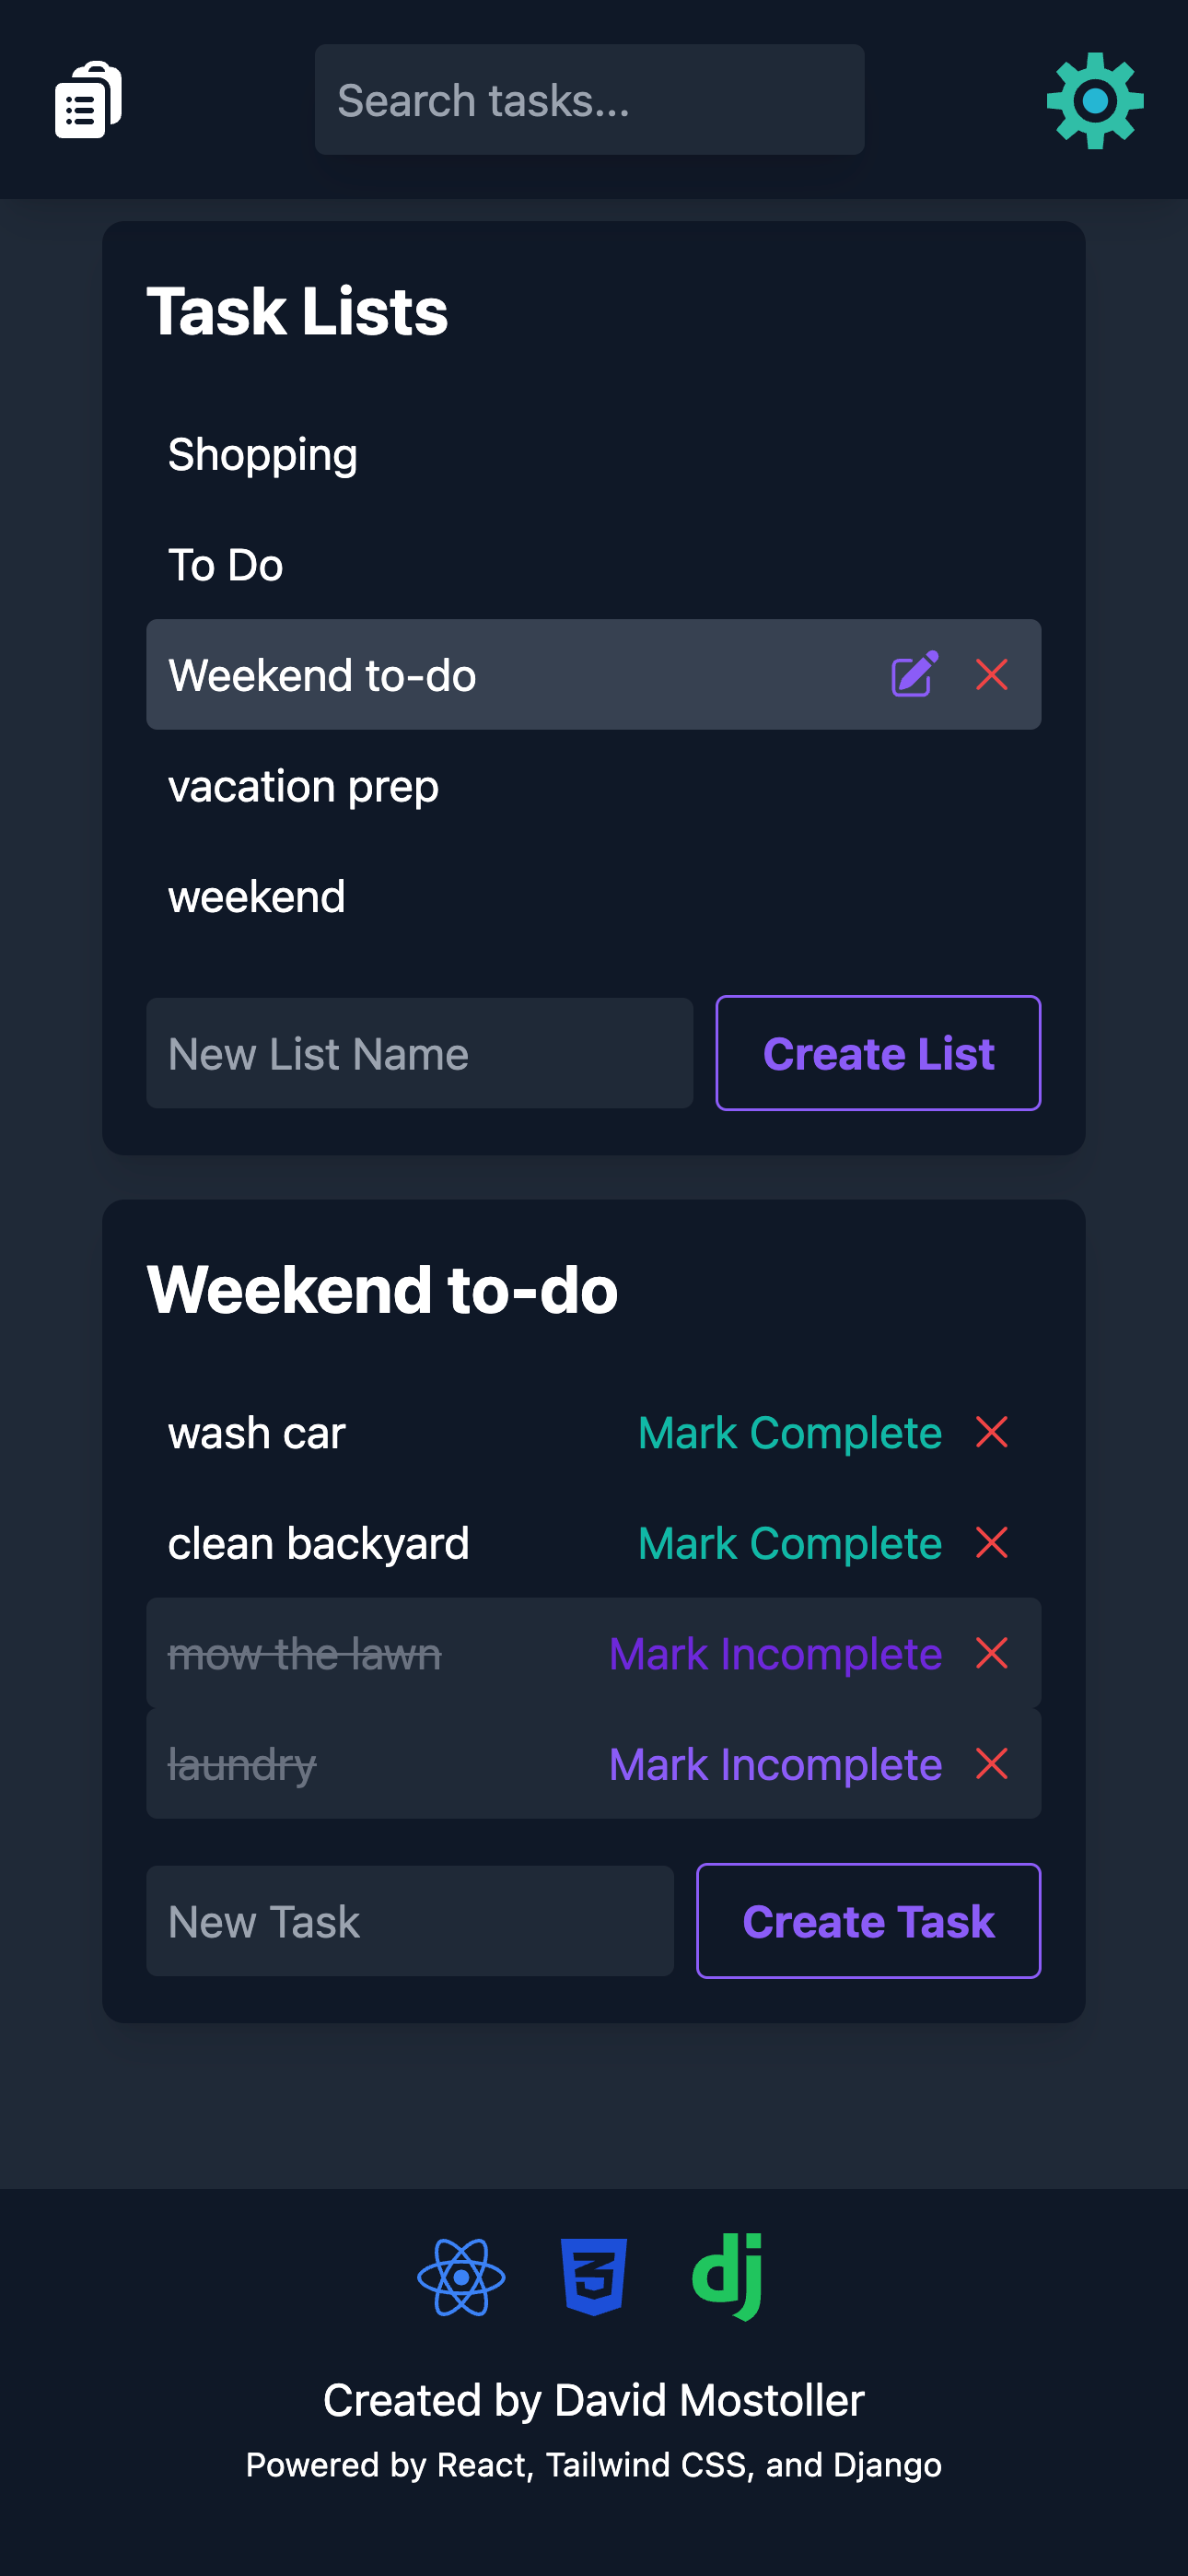 Search tasks...
Task Lists
Shopping
To Do
Weekend to-do
vacation prep
weekend
New List Name
Create List
Weekend to-do
wash car Mark Complete
clean backyard Mark Complete
mow the lawn Mark Incomplete
laundry Mark Incomplete
New Task
Create Task
3 dj
Created by David Mostoller
Powered by React, Tailwind CSS, and Django